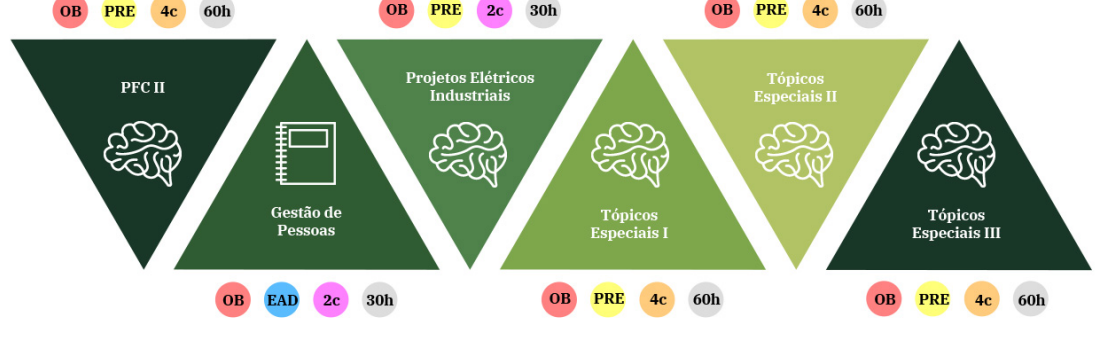 OB PRE 4c 60h
OB PRE 2c 30h
OB PRE 4c 60h
PFC II
Gestão de
Pessoas
Projetos Elétricos
Industriais
Tópicos
Especiais I
Tópicos
Especiais II
Tópicos
Especiais III
OB EAD 2c 30h
OB PRE 4c 60h
OB PRE 4c 60h